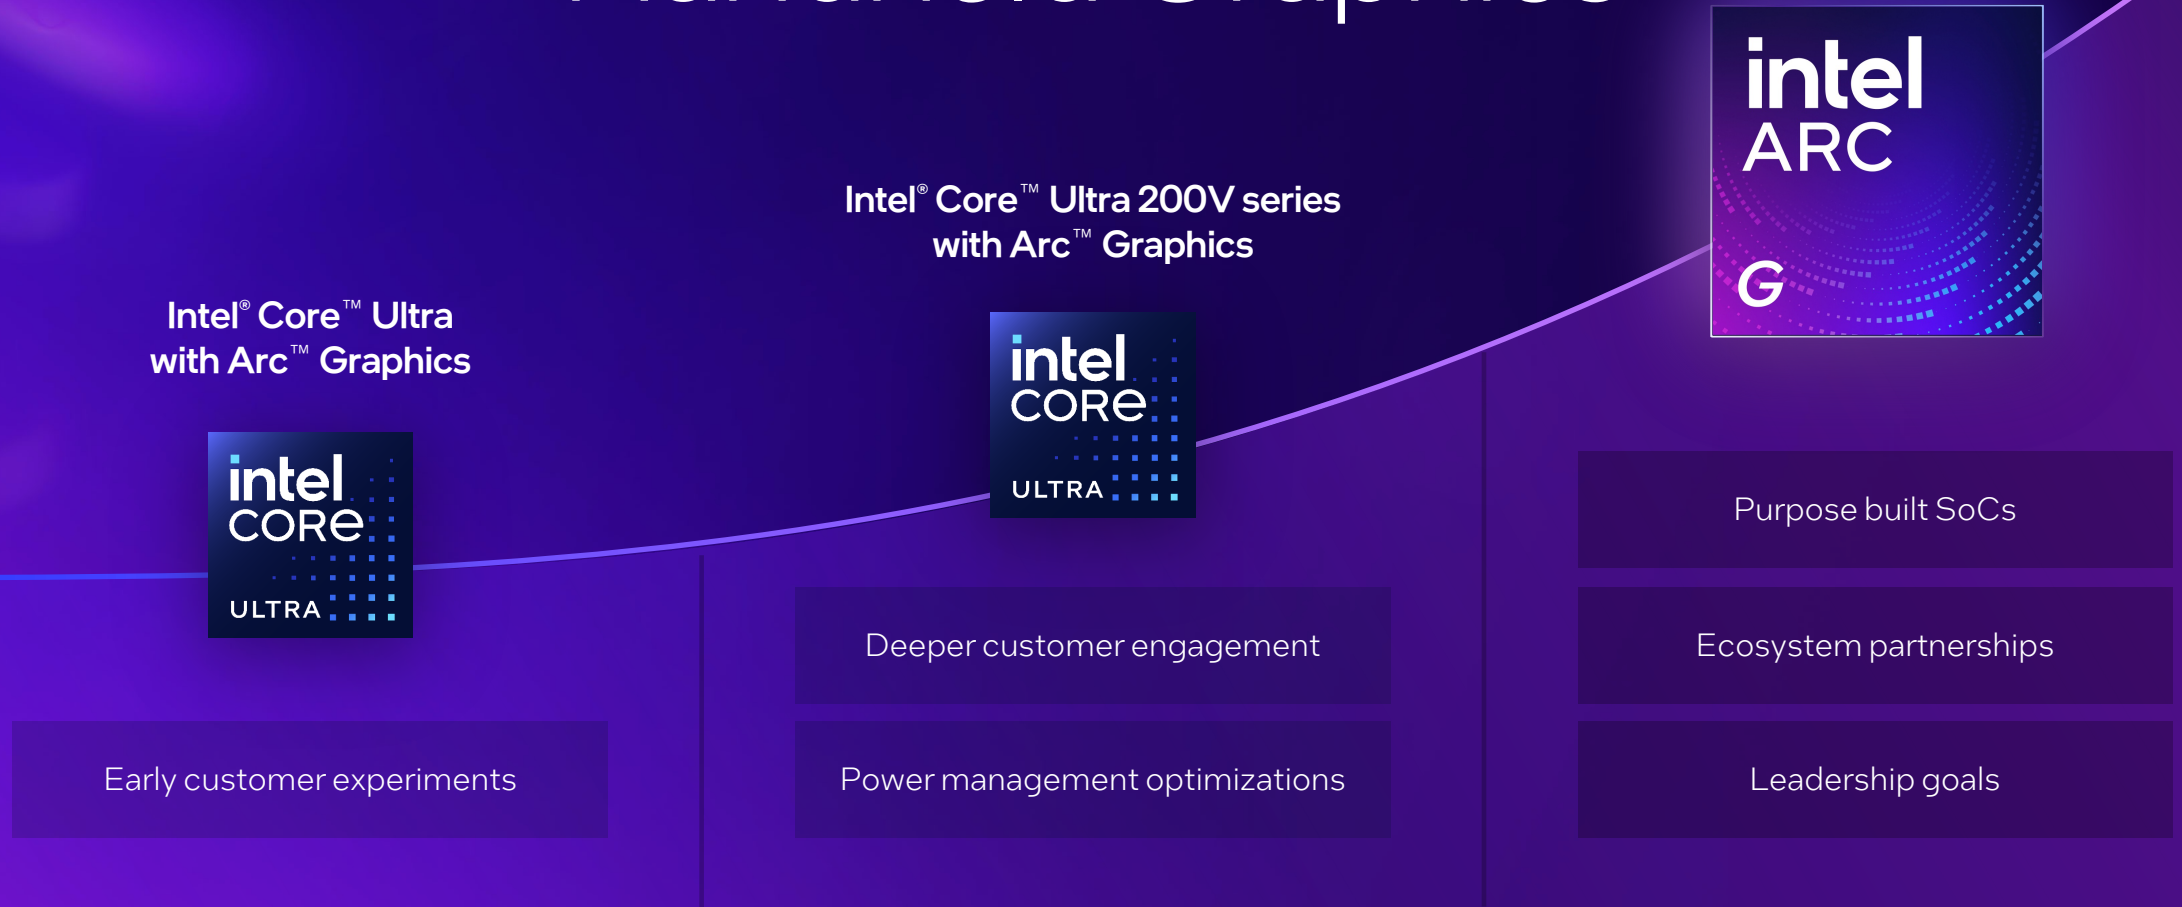 Handheld Graphics
intel
ARC
G
Intel® Core™ Ultra 200V series
with Arc™ Graphics
intel
CORe
ULTRA
Intel® Core™ Ultra
with Arc™ Graphics
intel
CORe
ULTRA
Purpose built SoCs
Deeper customer engagement
Ecosystem partnerships
Early customer experiments
Power management optimizations
Leadership goals